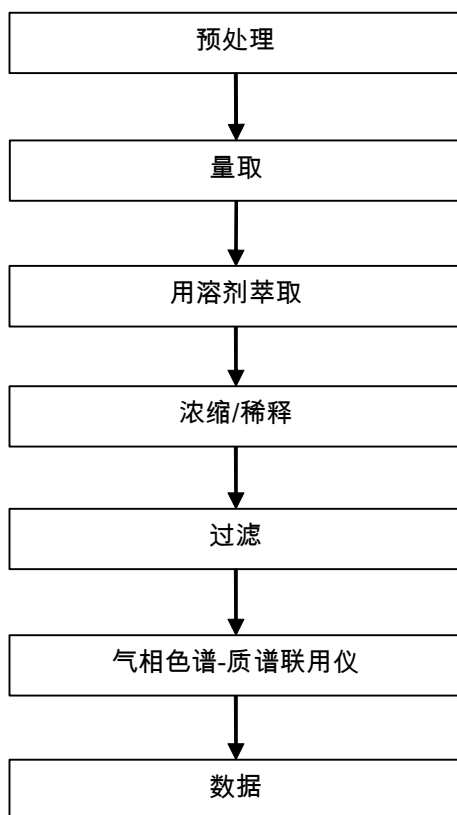 预处理
量取
用溶剂萃取
浓缩/稀释
过滤
气相色谱-质谱联用仪
数据